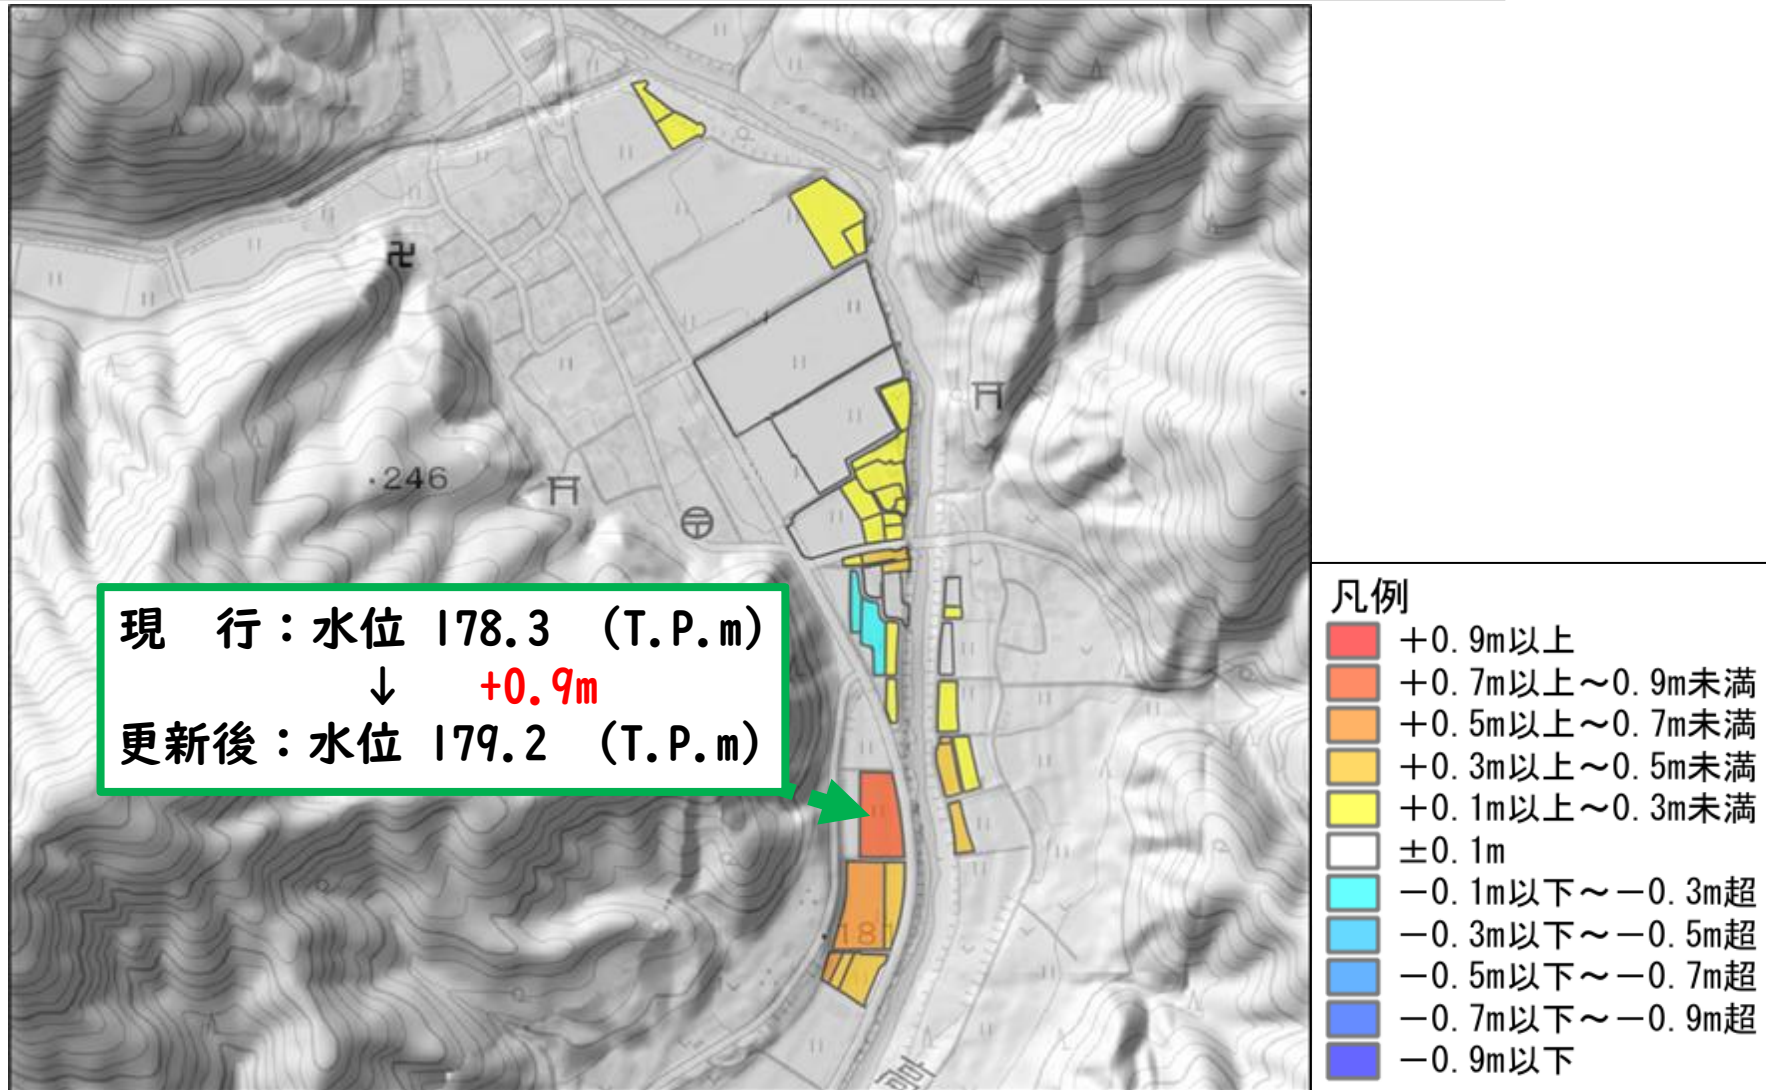 ・246
現　行：水位 178.3 (T.P.m)
↓ +0.9m
更新後：水位 179.2 (T.P.m)
181
凡例
＋0.9m以上
＋0.7m以上～0.9m未満
＋0.5m以上～0.7m未満
＋0.3m以上～0.5m未満
＋0.1m以上～0.3m未満
±0.1m
－0.1m以下～－0.3m超
－0.3m以下～－0.5m超
－0.5m以下～－0.7m超
－0.7m以下～－0.9m超
－0.9m以下